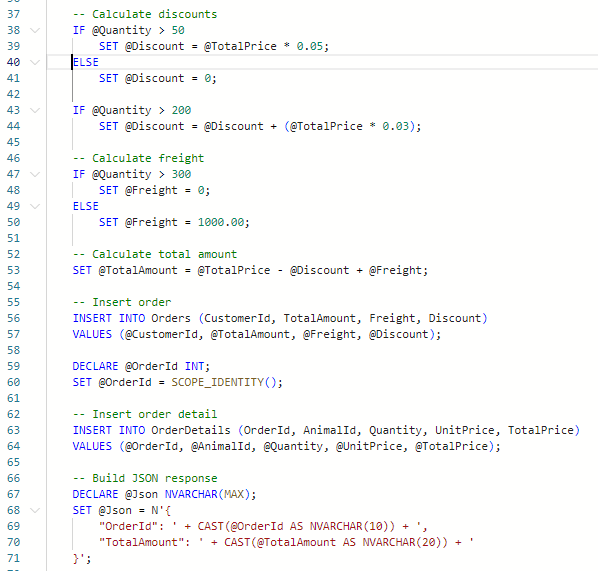 37 -- Calculate discounts
38 IF @Quantity > 50
39 SET @Discount = @TotalPrice * 0.05;
40 ELSE
41 SET @Discount = 0;
42
43 IF @Quantity > 200
44 SET @Discount = @Discount + (@TotalPrice * 0.03);
45
46 -- Calculate freight
47 IF @Quantity > 300
48 SET @Freight = 0;
49 ELSE
50 SET @Freight = 1000.00;
51
52 -- Calculate total amount
53 SET @TotalAmount = @TotalPrice - @Discount + @Freight;
54
55 -- Insert order
56 INSERT INTO Orders (CustomerId, TotalAmount, Freight, Discount)
57 VALUES (@CustomerId, @TotalAmount, @Freight, @Discount);
58
59 DECLARE @OrderId INT;
60 SET @OrderId = SCOPE_IDENTITY();
61
62 -- Insert order detail
63 INSERT INTO OrderDetails (OrderId, AnimalId, Quantity, UnitPrice, TotalPrice)
64 VALUES (@OrderId, @AnimalId, @Quantity, @UnitPrice, @TotalPrice);
65
66 -- Build JSON response
67 DECLARE @Json NVARCHAR(MAX);
68 SET @Json = N'{
69 "OrderId": ' + CAST(@OrderId AS NVARCHAR(10)) + ',
70 "TotalAmount": ' + CAST(@TotalAmount AS NVARCHAR(20)) + '
71 }';